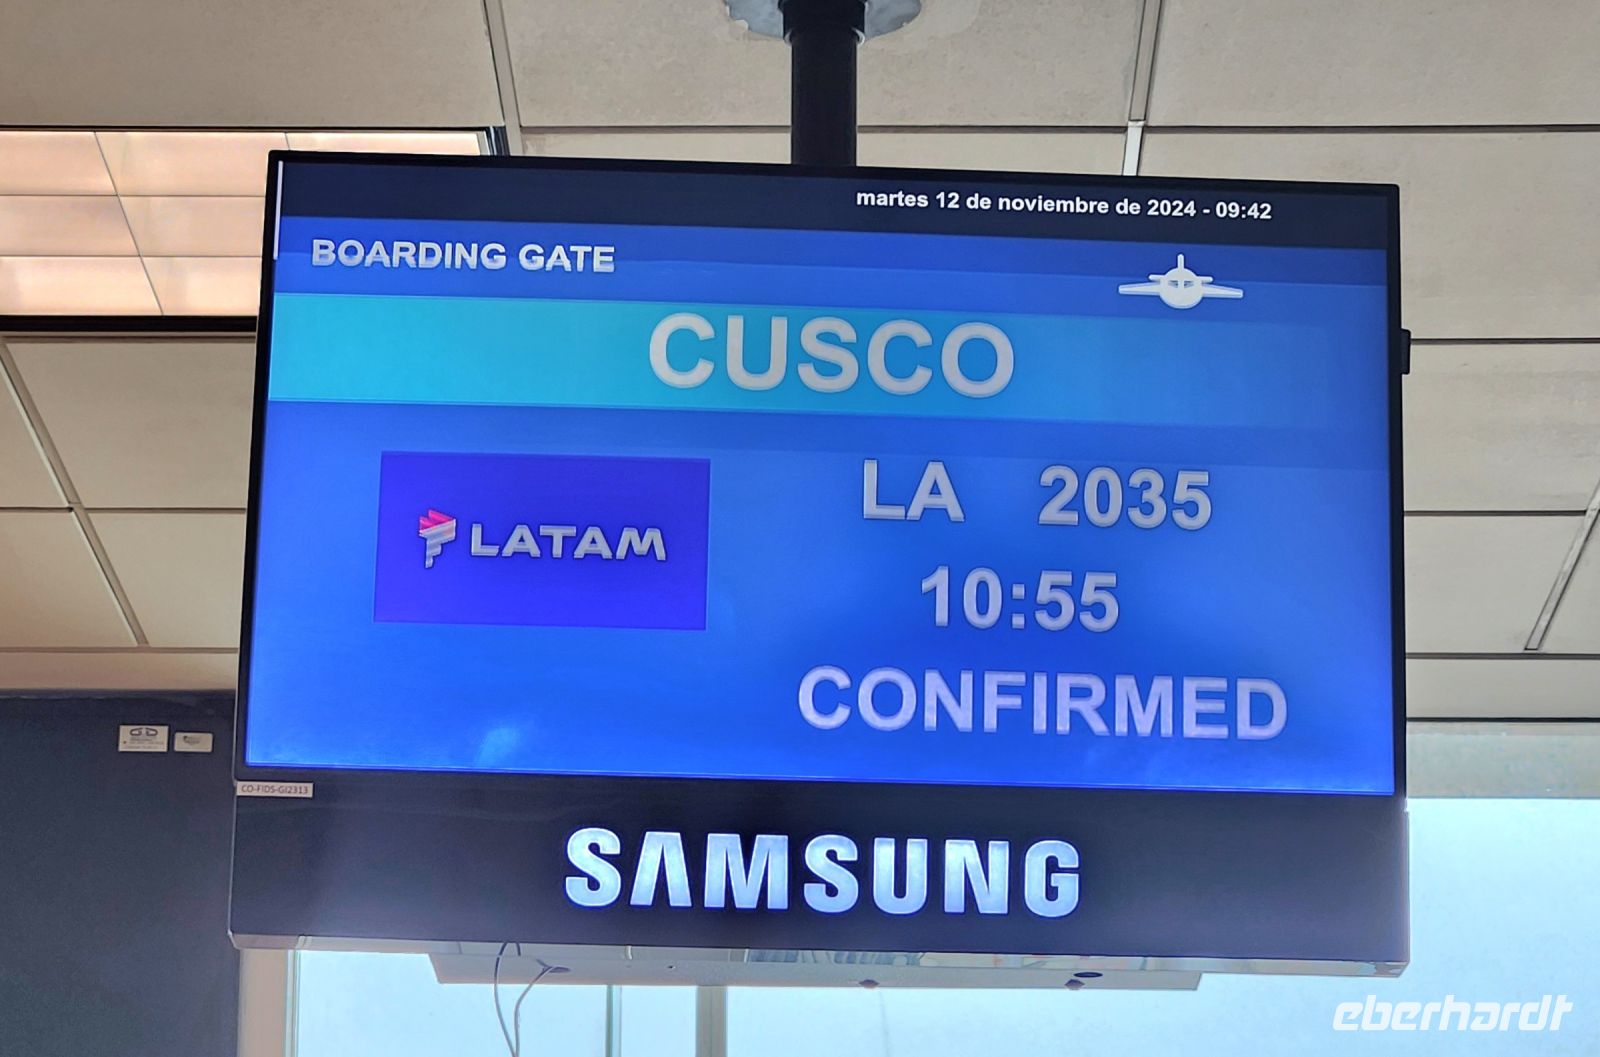 martes 12 de noviembre de 2024 - 09:42
BOARDING GATE
CUSCO
LATAM
LA 2035
10:55
CONFIRMED
CO-FIDS-GI2313
SAMSUNG
eberhardt